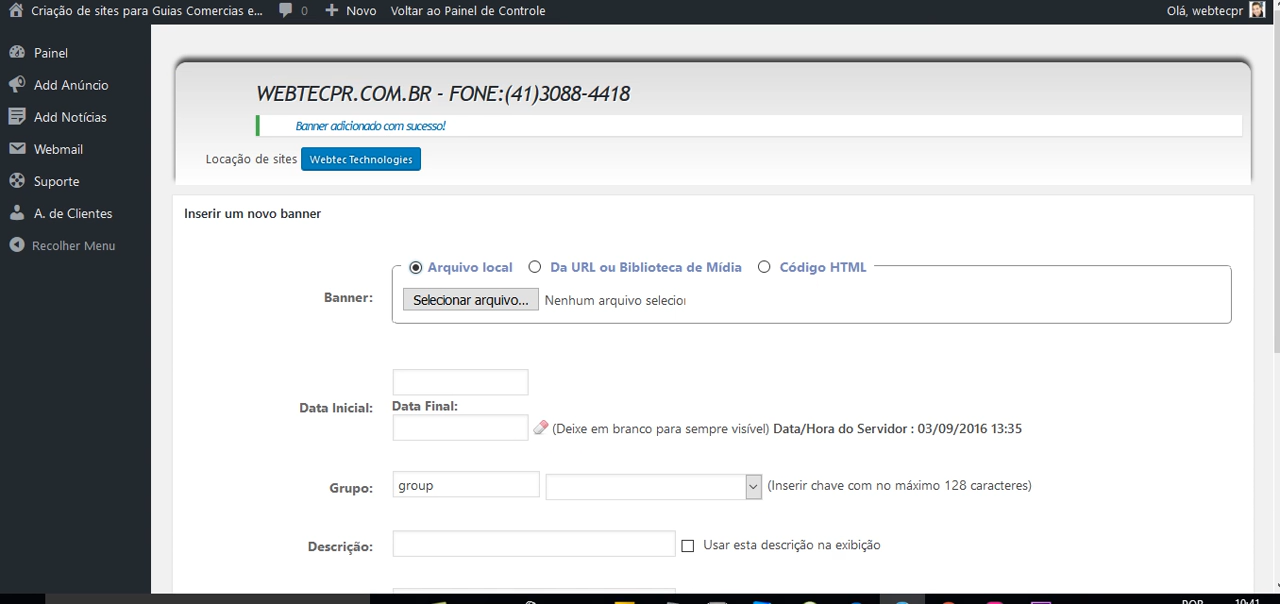 Criação de sites para Guias Comercias e... 0 Novo Voltar ao Painel de Controle Olá, webtecpr
Painel
Add Anúncio
Add Notícias
Webmail
Suporte
A. de Clientes
Recolher Menu
WEBTECPR.COM.BR - FONE:(41)3088-4418
Banner adicionado com sucesso!
Locação de sites Webtec Technologies
Inserir um novo banner
Arquivo local Da URL ou Biblioteca de Mídia Código HTML
Banner: Selecionar arquivo... Nenhum arquivo selecior
Data Inicial: Data Final:
(Deixe em branco para sempre visível) Data/Hora do Servidor : 03/09/2016 13:35
Grupo: group (Inserir chave com no máximo 128 caracteres)
Descrição: Usar esta descrição na exibição
POR 10:41